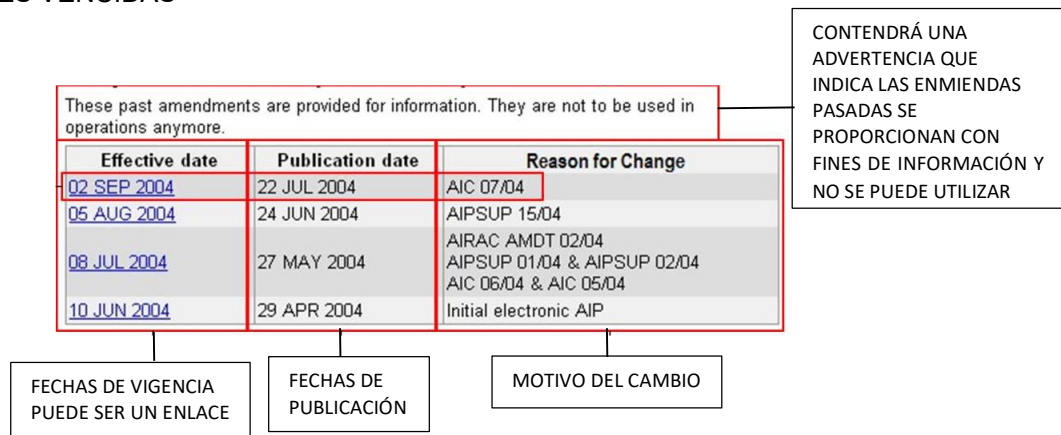 ES VENCIDAS
CONTENDRÁ UNA
ADVERTENCIA QUE
INDICA LAS ENMIENDAS
PASADAS SE
PROPORCIONAN CON
FINES DE INFORMACIÓN Y
NO SE PUEDE UTILIZAR
These past amendments are provided for information. They are not to be used in
operations anymore.
Effective date Publication date Reason for Change
02 SEP 2004 22 JUL 2004 AIC 07/04
05 AUG 2004 24 JUN 2004 AIPSUP 15/04
08 JUL 2004 27 MAY 2004 AIRAC AMDT 02/04
AIPSUP 01/04 & AIPSUP 02/04
AIC 06/04 & AIC 05/04
10 JUN 2004 29 APR 2004 Initial electronic AIP
FECHAS DE VIGENCIA
PUEDE SER UN ENLACE
FECHAS DE
PUBLICACIÓN
MOTIVO DEL CAMBIO